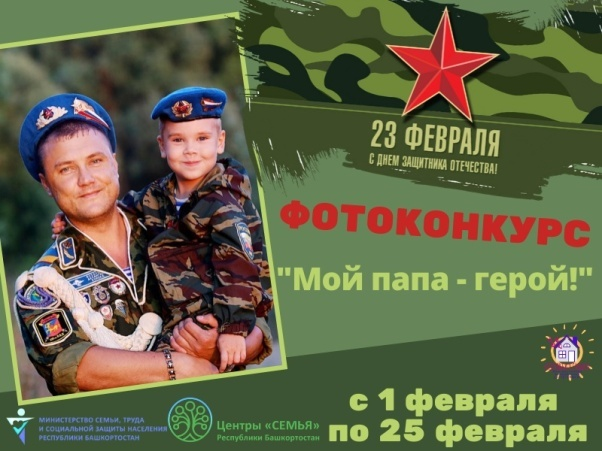 23 ФЕВРАЛЯ
С ДНЕМ ЗАЩИТНИКА ОТЕЧЕСТВА!
ФОТОКОНКУРС
"Мой папа - герой!"
с 1 февраля
по 25 февраля
МИНИСТЕРСТВО СЕМЬИ, ТРУДА
И СОЦИАЛЬНОЙ ЗАЩИТЫ НАСЕЛЕНИЯ
РЕСПУБЛИКИ БАШКОРТОСТАН
Центры «СЕМЬЯ»
Республики Башкортостан